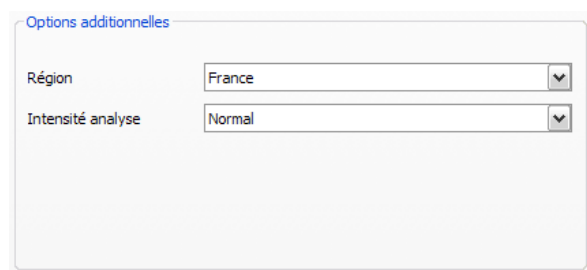 Options additionnelles
Région France
Intensité analyse Normal